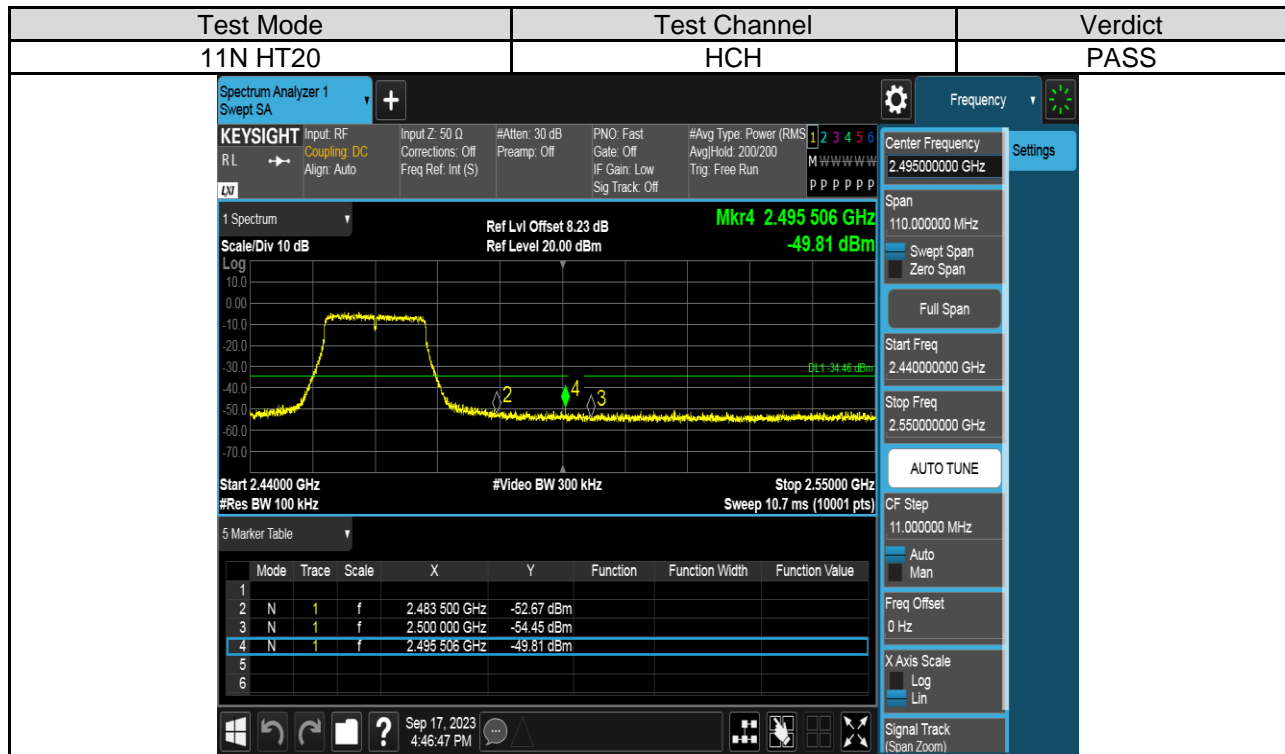 Test Mode Test Channel Verdict
11N HT20 HCH PASS
Spectrum Analyzer 1
Swept SA
+
Frequency
KEYSIGHT Input: RF Input Z: 50 Ω #Atten: 30 dB PNO: Fast #Avg Type: Power (RMS 1 2 3 4 5 6
RL Coupling: DC Corrections: Off Preamp: Off Gate: Off Avg|Hold: 200/200 M W W W W W
Align: Auto Freq Ref: Int (S) IF Gain: Low Trig: Free Run
LXI Sig Track: Off P P P P P P
1 Spectrum
Ref Lvl Offset 8.23 dB Mkr4 2.495 506 GHz
Scale/Div 10 dB Ref Level 20.00 dBm -49.81 dBm
Log
10.0
0.00
-10.0
-20.0
-30.0 DL1 -34.46 dBm
-40.0
-50.0 2 4 3
-60.0
-70.0
Start 2.44000 GHz #Video BW 300 kHz Stop 2.55000 GHz
#Res BW 100 kHz Sweep 10.7 ms (10001 pts)
5 Marker Table
Mode Trace Scale X Y Function Function Width Function Value
1
2 N 1 f 2.483 500 GHz -52.67 dBm
3 N 1 f 2.500 000 GHz -54.45 dBm
4 N 1 f 2.495 506 GHz -49.81 dBm
5
6
?
Sep 17, 2023
4:46:47 PM
Center Frequency
2.495000000 GHz
Settings
Span
110.000000 MHz
Swept Span
Zero Span
Full Span
Start Freq
2.440000000 GHz
Stop Freq
2.550000000 GHz
AUTO TUNE
CF Step
11.000000 MHz
Auto
Man
Freq Offset
0 Hz
X Axis Scale
Log
Lin
Signal Track
(Span Zoom)